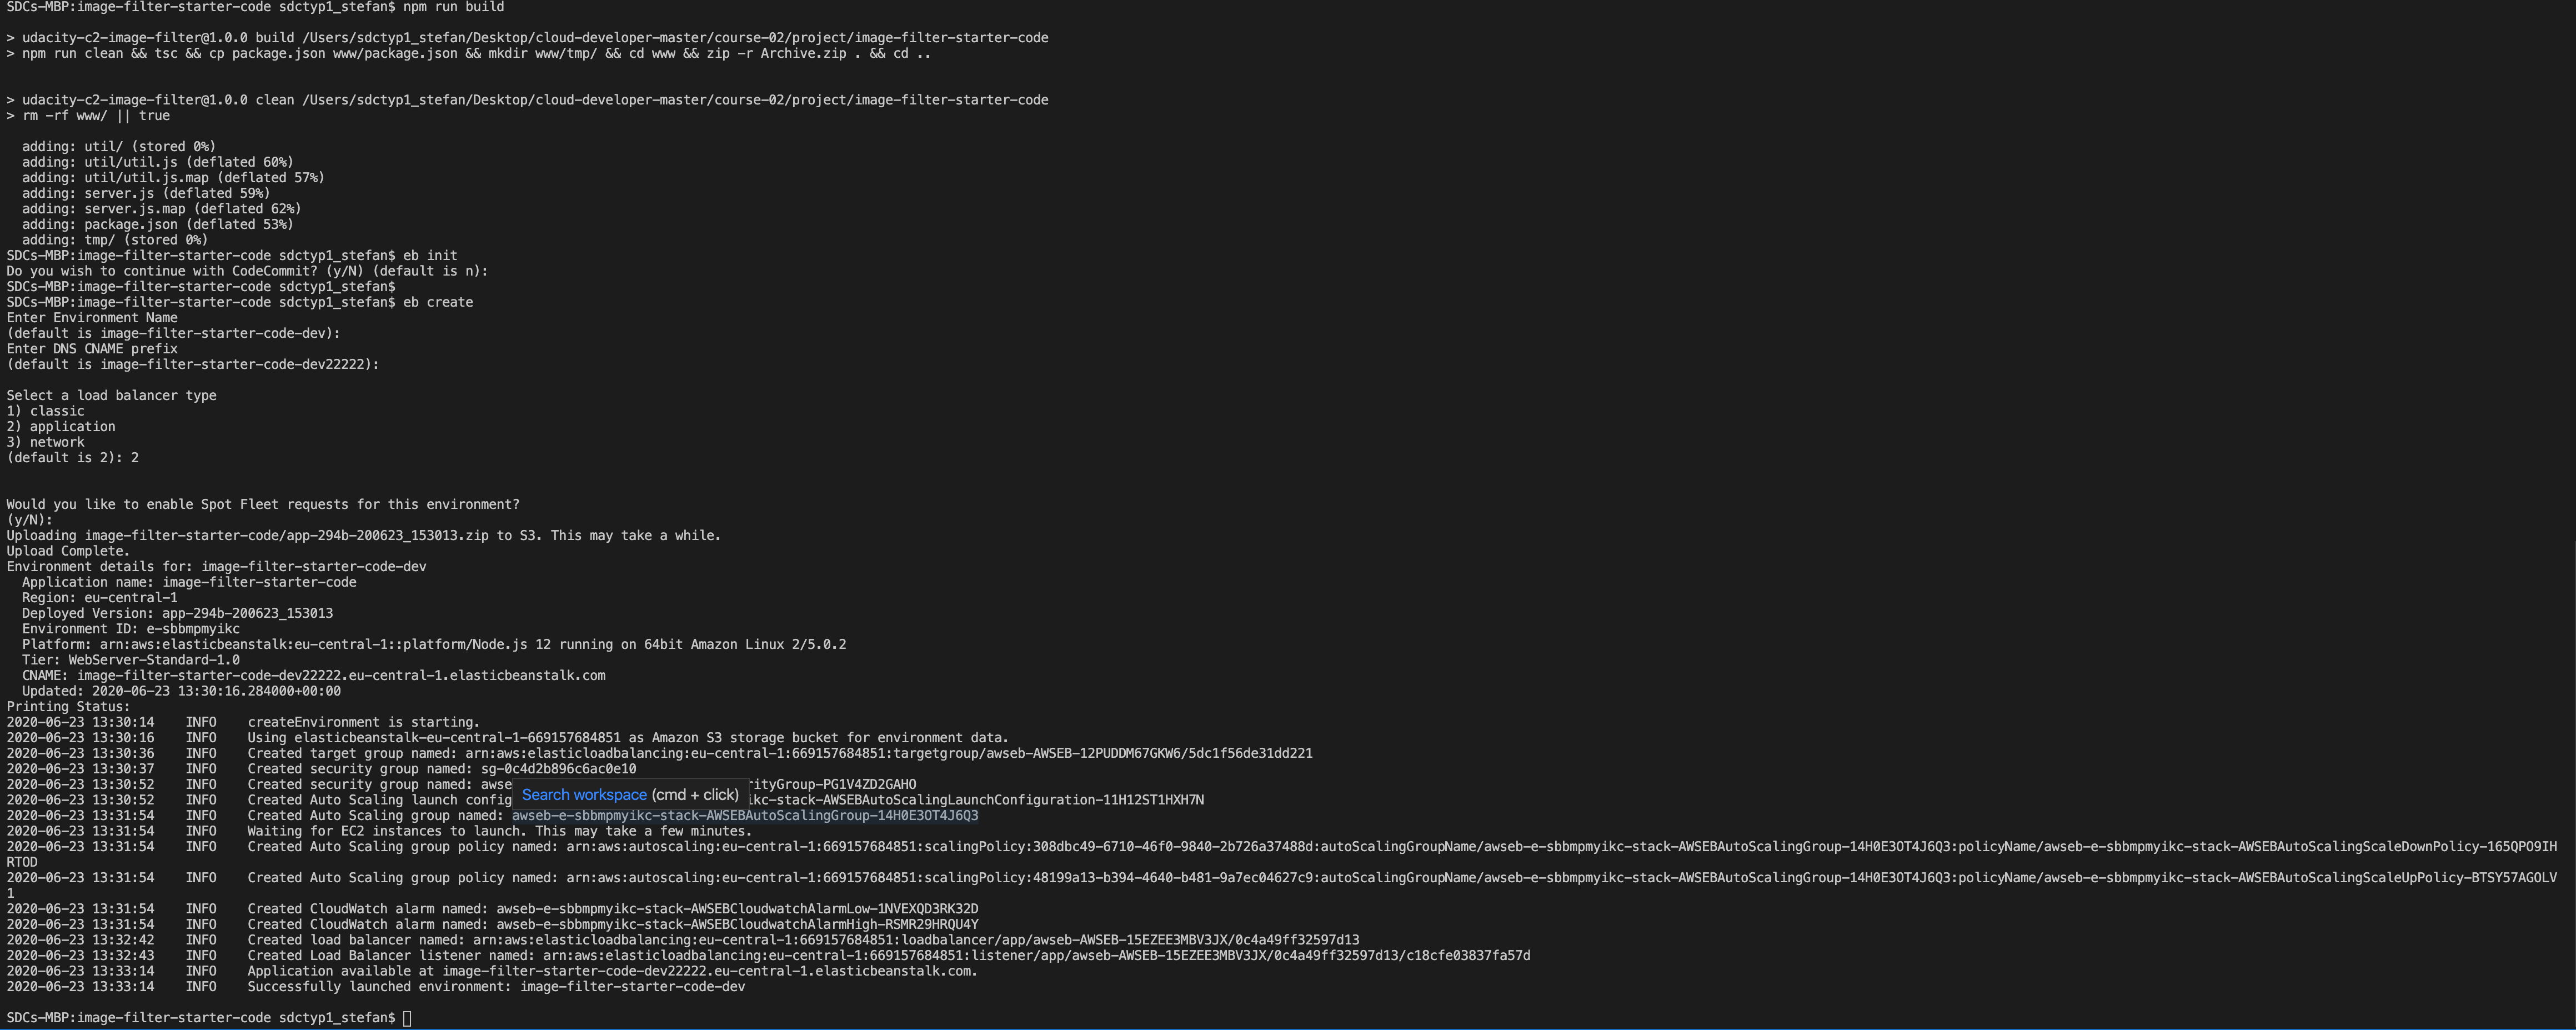 SDCs-MBP:image-filter-starter-code sdctyp1_stefan$ npm run build
> udacity-c2-image-filter@1.0.0 build /Users/sdctyp1_stefan/Desktop/cloud-developer-master/course-02/project/image-filter-starter-code
> npm run clean && tsc && cp package.json www/package.json && mkdir www/tmp/ && cd www && zip -r Archive.zip . && cd ..
> udacity-c2-image-filter@1.0.0 clean /Users/sdctyp1_stefan/Desktop/cloud-developer-master/course-02/project/image-filter-starter-code
> rm -rf www/ || true
adding: util/ (stored 0%)
adding: util/util.js (deflated 60%)
adding: util/util.js.map (deflated 57%)
adding: server.js (deflated 59%)
adding: server.js.map (deflated 62%)
adding: package.json (deflated 53%)
adding: tmp/ (stored 0%)
SDCs-MBP:image-filter-starter-code sdctyp1_stefan$ eb init
Do you wish to continue with CodeCommit? (y/N) (default is n):
SDCs-MBP:image-filter-starter-code sdctyp1_stefan$
SDCs-MBP:image-filter-starter-code sdctyp1_stefan$ eb create
Enter Environment Name
(default is image-filter-starter-code-dev):
Enter DNS CNAME prefix
(default is image-filter-starter-code-dev22222):
Select a load balancer type
1) classic
2) application
3) network
(default is 2): 2
Would you like to enable Spot Fleet requests for this environment?
(y/N):
Uploading image-filter-starter-code/app-294b-200623_153013.zip to S3. This may take a while.
Upload Complete.
Environment details for: image-filter-starter-code-dev
Application name: image-filter-starter-code
Region: eu-central-1
Deployed Version: app-294b-200623_153013
Environment ID: e-sbbmpmyikc
Platform: arn:aws:elasticbeanstalk:eu-central-1::platform/Node.js 12 running on 64bit Amazon Linux 2/5.0.2
Tier: WebServer-Standard-1.0
CNAME: image-filter-starter-code-dev22222.eu-central-1.elasticbeanstalk.com
Updated: 2020-06-23 13:30:16.284000+00:00
Printing Status:
2020-06-23 13:30:14 INFO createEnvironment is starting.
2020-06-23 13:30:16 INFO Using elasticbeanstalk-eu-central-1-669157684851 as Amazon S3 storage bucket for environment data.
2020-06-23 13:30:36 INFO Created target group named: arn:aws:elasticloadbalancing:eu-central-1:669157684851:targetgroup/awseb-AWSEB-12PUDDM67GKW6/5dc1f56de31dd221
2020-06-23 13:30:37 INFO Created security group named: sg-0c4d2b896c6ac0e10
2020-06-23 13:30:52 INFO Created security group named: awse rityGroup-PG1V4ZD2GAHO
Search workspace (cmd + click)
2020-06-23 13:30:52 INFO Created Auto Scaling launch config ikc-stack-AWSEBAutoScalingLaunchConfiguration-11H12ST1HXH7N
2020-06-23 13:31:54 INFO Created Auto Scaling group named: awseb-e-sbbmpmyikc-stack-AWSEBAutoScalingGroup-14H0E3OT4J6Q3
2020-06-23 13:31:54 INFO Waiting for EC2 instances to launch. This may take a few minutes.
2020-06-23 13:31:54 INFO Created Auto Scaling group policy named: arn:aws:autoscaling:eu-central-1:669157684851:scalingPolicy:308dbc49-6710-46f0-9840-2b726a37488d:autoScalingGroupName/awseb-e-sbbmpmyikc-stack-AWSEBAutoScalingGroup-14H0E3OT4J6Q3:policyName/awseb-e-sbbmpmyikc-stack-AWSEBAutoScalingScaleDownPolicy-165QPO9IH
RTOD
2020-06-23 13:31:54 INFO Created Auto Scaling group policy named: arn:aws:autoscaling:eu-central-1:669157684851:scalingPolicy:48199a13-b394-4640-b481-9a7ec04627c9:autoScalingGroupName/awseb-e-sbbmpmyikc-stack-AWSEBAutoScalingGroup-14H0E3OT4J6Q3:policyName/awseb-e-sbbmpmyikc-stack-AWSEBAutoScalingScaleUpPolicy-BTSY57AGOLV
1
2020-06-23 13:31:54 INFO Created CloudWatch alarm named: awseb-e-sbbmpmyikc-stack-AWSEBCloudwatchAlarmLow-1NVEXQD3RK32D
2020-06-23 13:31:54 INFO Created CloudWatch alarm named: awseb-e-sbbmpmyikc-stack-AWSEBCloudwatchAlarmHigh-RSMR29HRQU4Y
2020-06-23 13:32:42 INFO Created load balancer named: arn:aws:elasticloadbalancing:eu-central-1:669157684851:loadbalancer/app/awseb-AWSEB-15EZEE3MBV3JX/0c4a49ff32597d13
2020-06-23 13:32:43 INFO Created Load Balancer listener named: arn:aws:elasticloadbalancing:eu-central-1:669157684851:listener/app/awseb-AWSEB-15EZEE3MBV3JX/0c4a49ff32597d13/c18cfe03837fa57d
2020-06-23 13:33:14 INFO Application available at image-filter-starter-code-dev22222.eu-central-1.elasticbeanstalk.com.
2020-06-23 13:33:14 INFO Successfully launched environment: image-filter-starter-code-dev
SDCs-MBP:image-filter-starter-code sdctyp1_stefan$